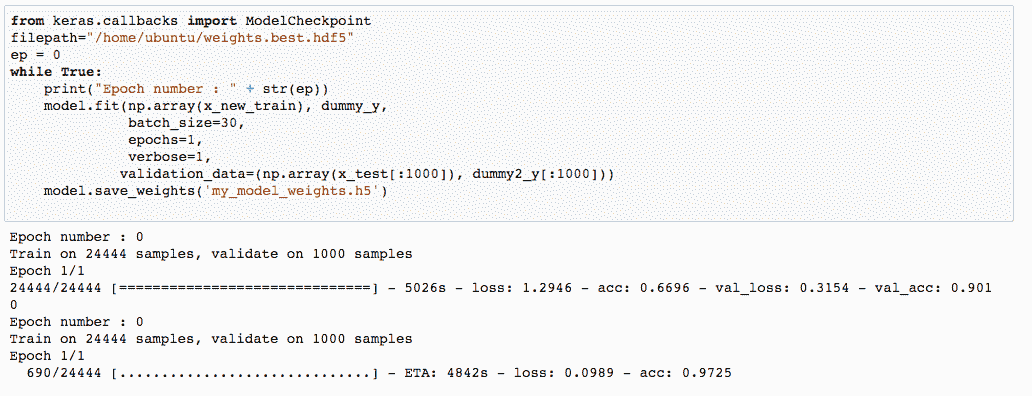 from keras.callbacks import ModelCheckpoint
filepath="/home/ubuntu/weights.best.hdf5"
ep = 0
while True:
    print("Epoch number : " + str(ep))
    model.fit(np.array(x_new_train), dummy_y,
              batch_size=30,
              epochs=1,
              verbose=1,
             validation_data=(np.array(x_test[:1000]), dummy2_y[:1000]))
    model.save_weights('my_model_weights.h5')
Epoch number : 0
Train on 24444 samples, validate on 1000 samples
Epoch 1/1
24444/24444 [==============================] - 5026s - loss: 1.2946 - acc: 0.6696 - val_loss: 0.3154 - val_acc: 0.901
0
Epoch number : 0
Train on 24444 samples, validate on 1000 samples
Epoch 1/1
  690/24444 [..............................] - ETA: 4842s - loss: 0.0989 - acc: 0.9725